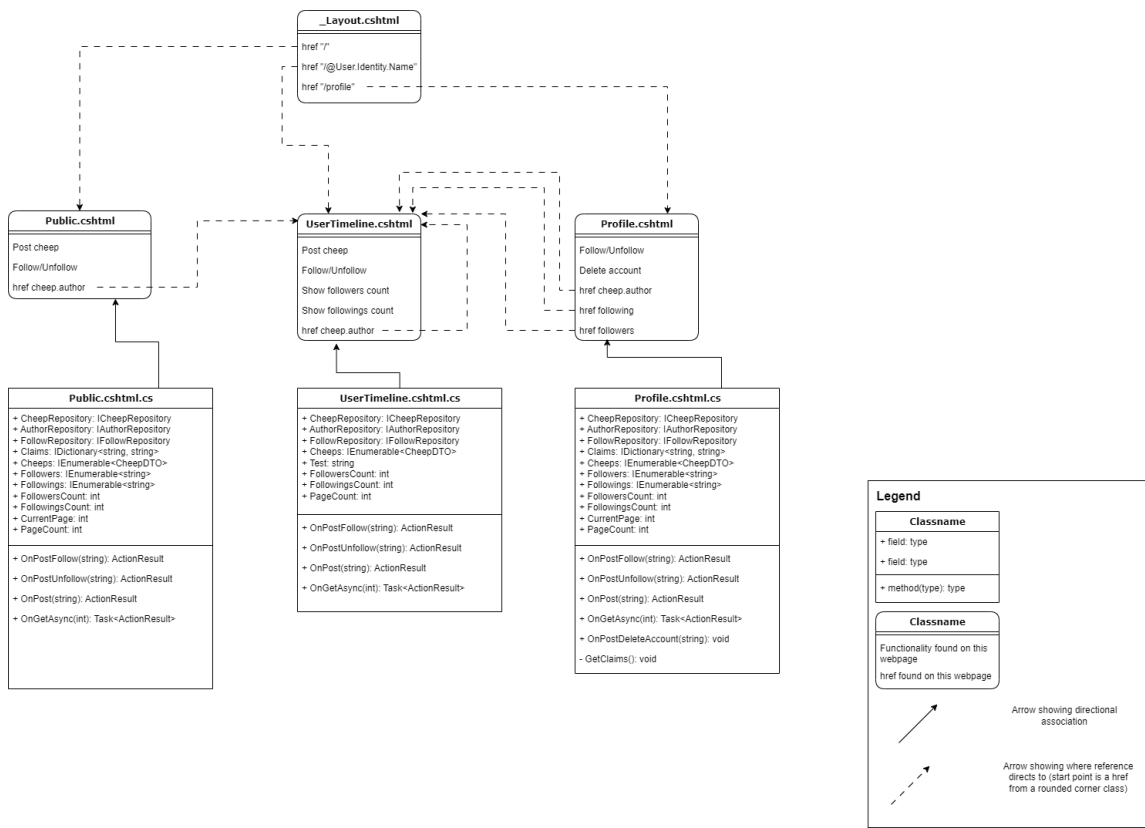 _Layout.cshtml
href "/"
href "/@User.Identity.Name"
href "/profile"
Public.cshtml
Post cheep
Follow/Unfollow
href cheep.author
UserTimeline.cshtml
Post cheep
Follow/Unfollow
Show followers count
Show followings count
href cheep.author
Profile.cshtml
Follow/Unfollow
Delete account
href cheep.author
href following
href followers
Public.cshtml.cs
+ CheepRepository: ICheepRepository
+ AuthorRepository: IAuthorRepository
+ FollowRepository: IFollowRepository
+ Claims: IDictionary<string, string>
+ Cheeps: IEnumerable<CheepDTO>
+ Followers: IEnumerable<string>
+ Followings: IEnumerable<string>
+ FollowersCount: int
+ FollowingsCount: int
+ CurrentPage: int
+ PageCount: int
+ OnPostFollow(string): ActionResult
+ OnPostUnfollow(string): ActionResult
+ OnPost(string): ActionResult
+ OnGetAsync(int): Task<ActionResult>
UserTimeline.cshtml.cs
+ CheepRepository: ICheepRepository
+ AuthorRepository: IAuthorRepository
+ FollowRepository: IFollowRepository
+ Cheeps: IEnumerable<CheepDTO>
+ Test: string
+ FollowersCount: int
+ FollowingsCount: int
+ PageCount: int
+ OnPostFollow(string): ActionResult
+ OnPostUnfollow(string): ActionResult
+ OnPost(string): ActionResult
+ OnGetAsync(int): Task<ActionResult>
Profile.cshtml.cs
+ CheepRepository: ICheepRepository
+ AuthorRepository: IAuthorRepository
+ FollowRepository: IFollowRepository
+ Claims: IDictionary<string, string>
+ Cheeps: IEnumerable<CheepDTO>
+ Followers: IEnumerable<string>
+ Followings: IEnumerable<string>
+ FollowersCount: int
+ FollowingsCount: int
+ CurrentPage: int
+ PageCount: int
+ OnPostFollow(string): ActionResult
+ OnPostUnfollow(string): ActionResult
+ OnPost(string): ActionResult
+ OnGetAsync(int): Task<ActionResult>
+ OnPostDeleteAccount(string): void
- GetClaims(): void
Legend
Classname
+ field: type
+ field: type
+ method(type): type
Classname
Functionality found on this
webpage
href found on this webpage
Arrow showing directional
association
Arrow showing where reference
directs to (start point is a href
from a rounded corner class)